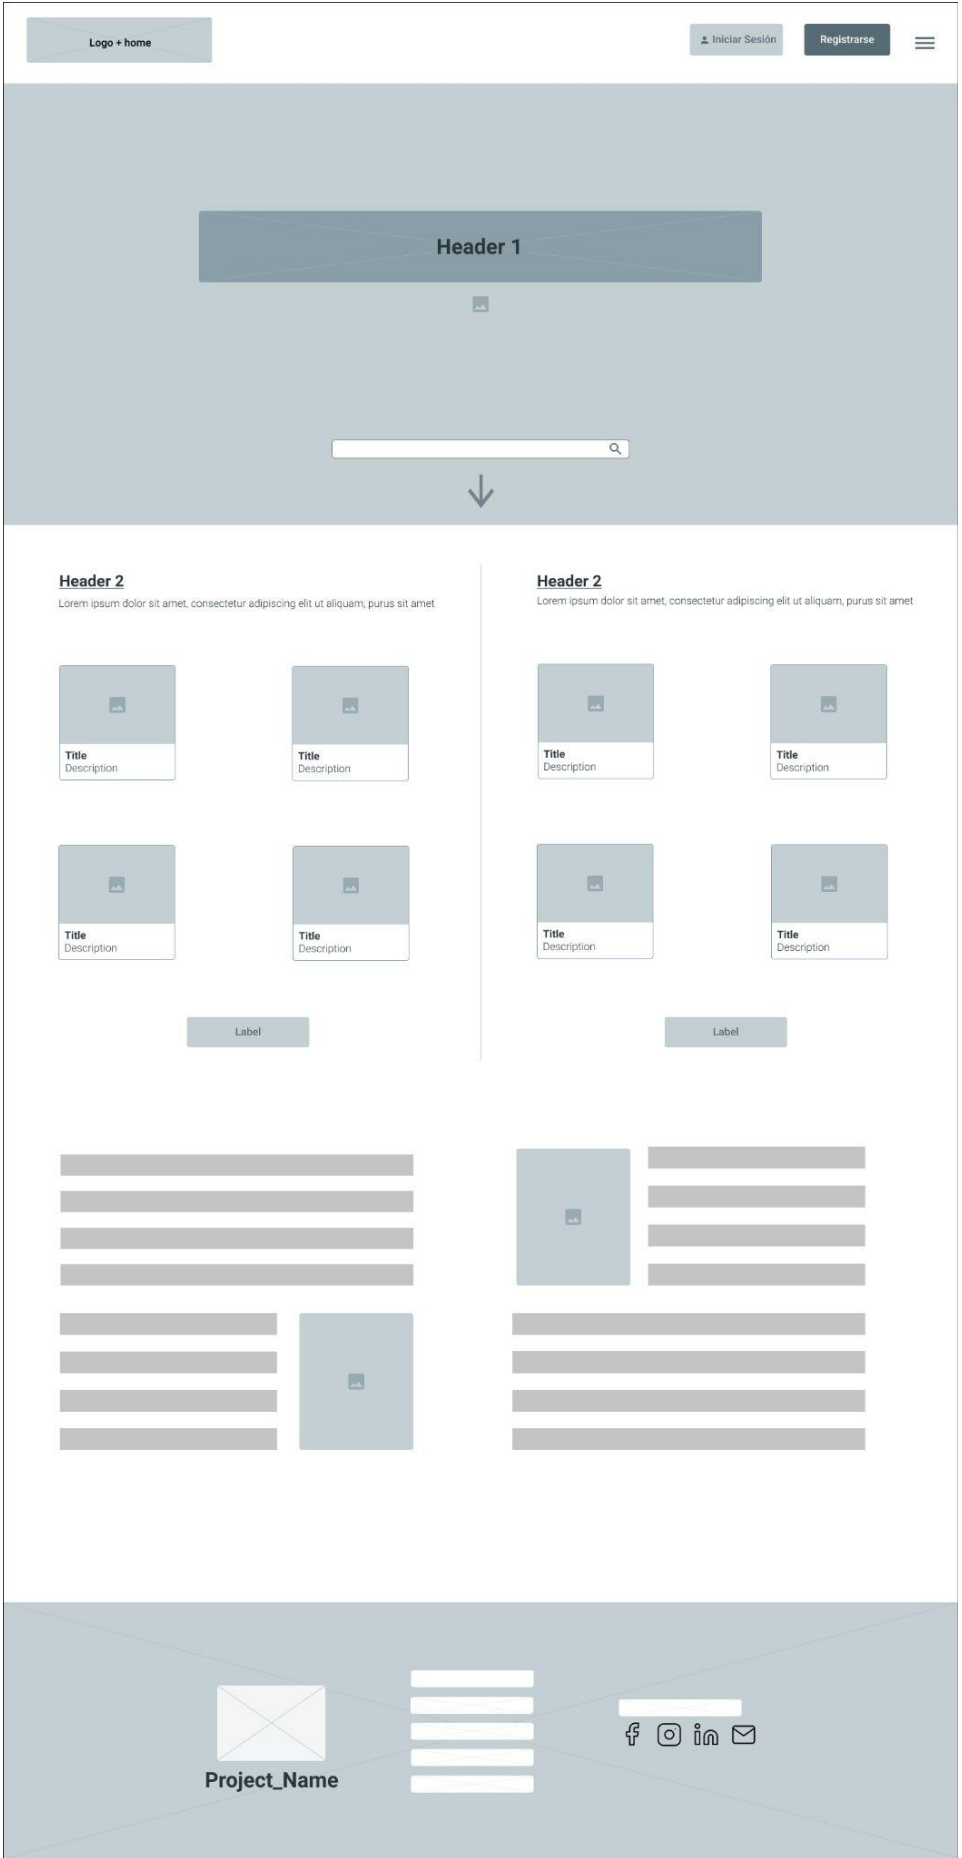 Logo + home
Iniciar Sesión
Registrarse
Header 1
Header 2
Lorem ipsum dolor sit amet, consectetur adipiscing elit ut aliquam, purus sit amet
Title
Description
Title
Description
Title
Description
Title
Description
Label
Header 2
Lorem ipsum dolor sit amet, consectetur adipiscing elit ut aliquam, purus sit amet
Title
Description
Title
Description
Title
Description
Title
Description
Label
Project_Name